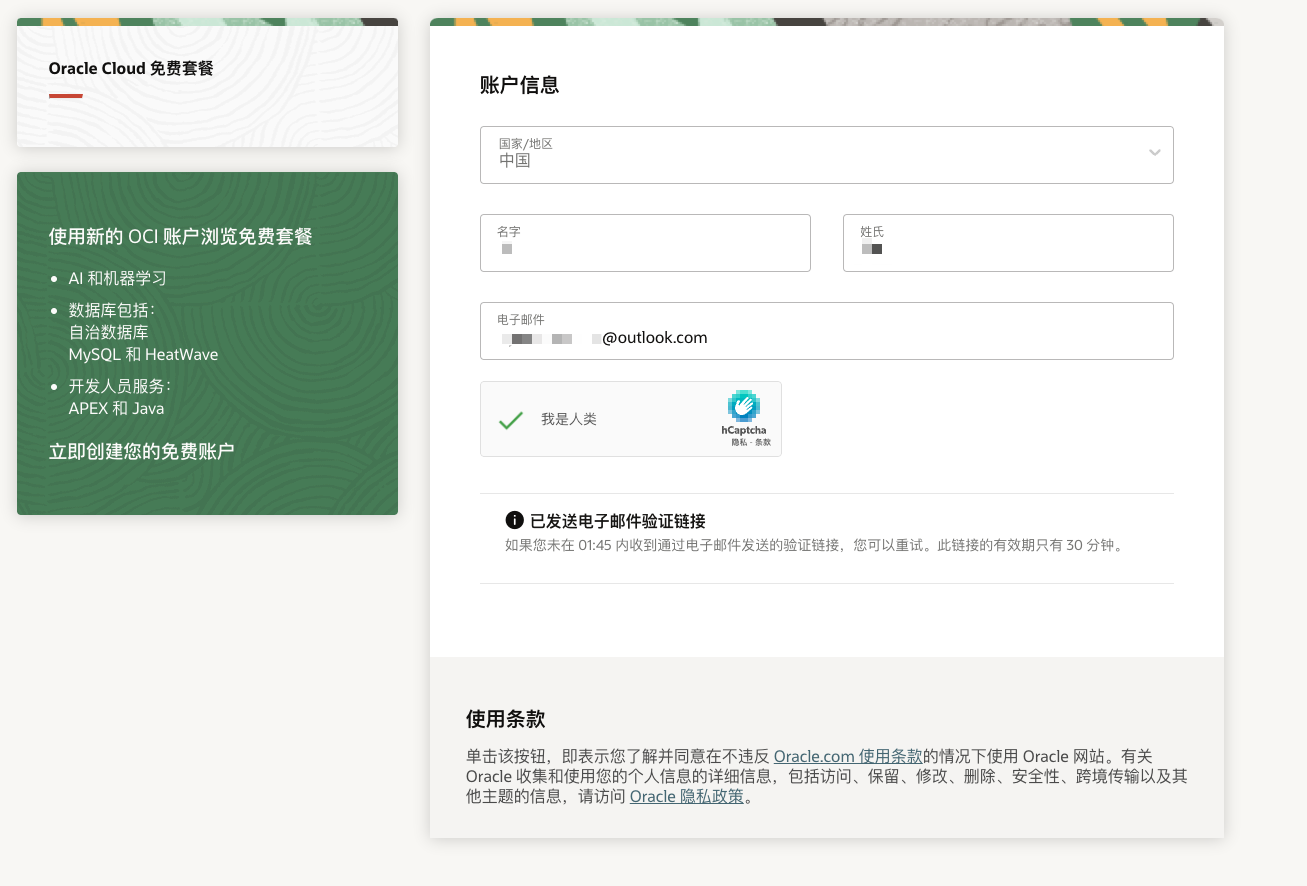 Oracle Cloud 免费套餐
使用新的 OCI 账户浏览免费套餐
AI 和机器学习
数据库包括：
自治数据库
MySQL 和 HeatWave
开发人员服务：
APEX 和 Java
立即创建您的免费账户
账户信息
国家/地区
中国
名字
姓氏
电子邮件
@outlook.com
我是人类
hCaptcha
隐私 - 条款
已发送电子邮件验证链接
如果您未在 01:45 内收到通过电子邮件发送的验证链接，您可以重试。此链接的有效期只有 30 分钟。
使用条款
单击该按钮，即表示您了解并同意在不违反 Oracle.com 使用条款的情况下使用 Oracle 网站。有关
Oracle 收集和使用您的个人信息的详细信息，包括访问、保留、修改、删除、安全性、跨境传输以及其
他主题的信息，请访问 Oracle 隐私政策。